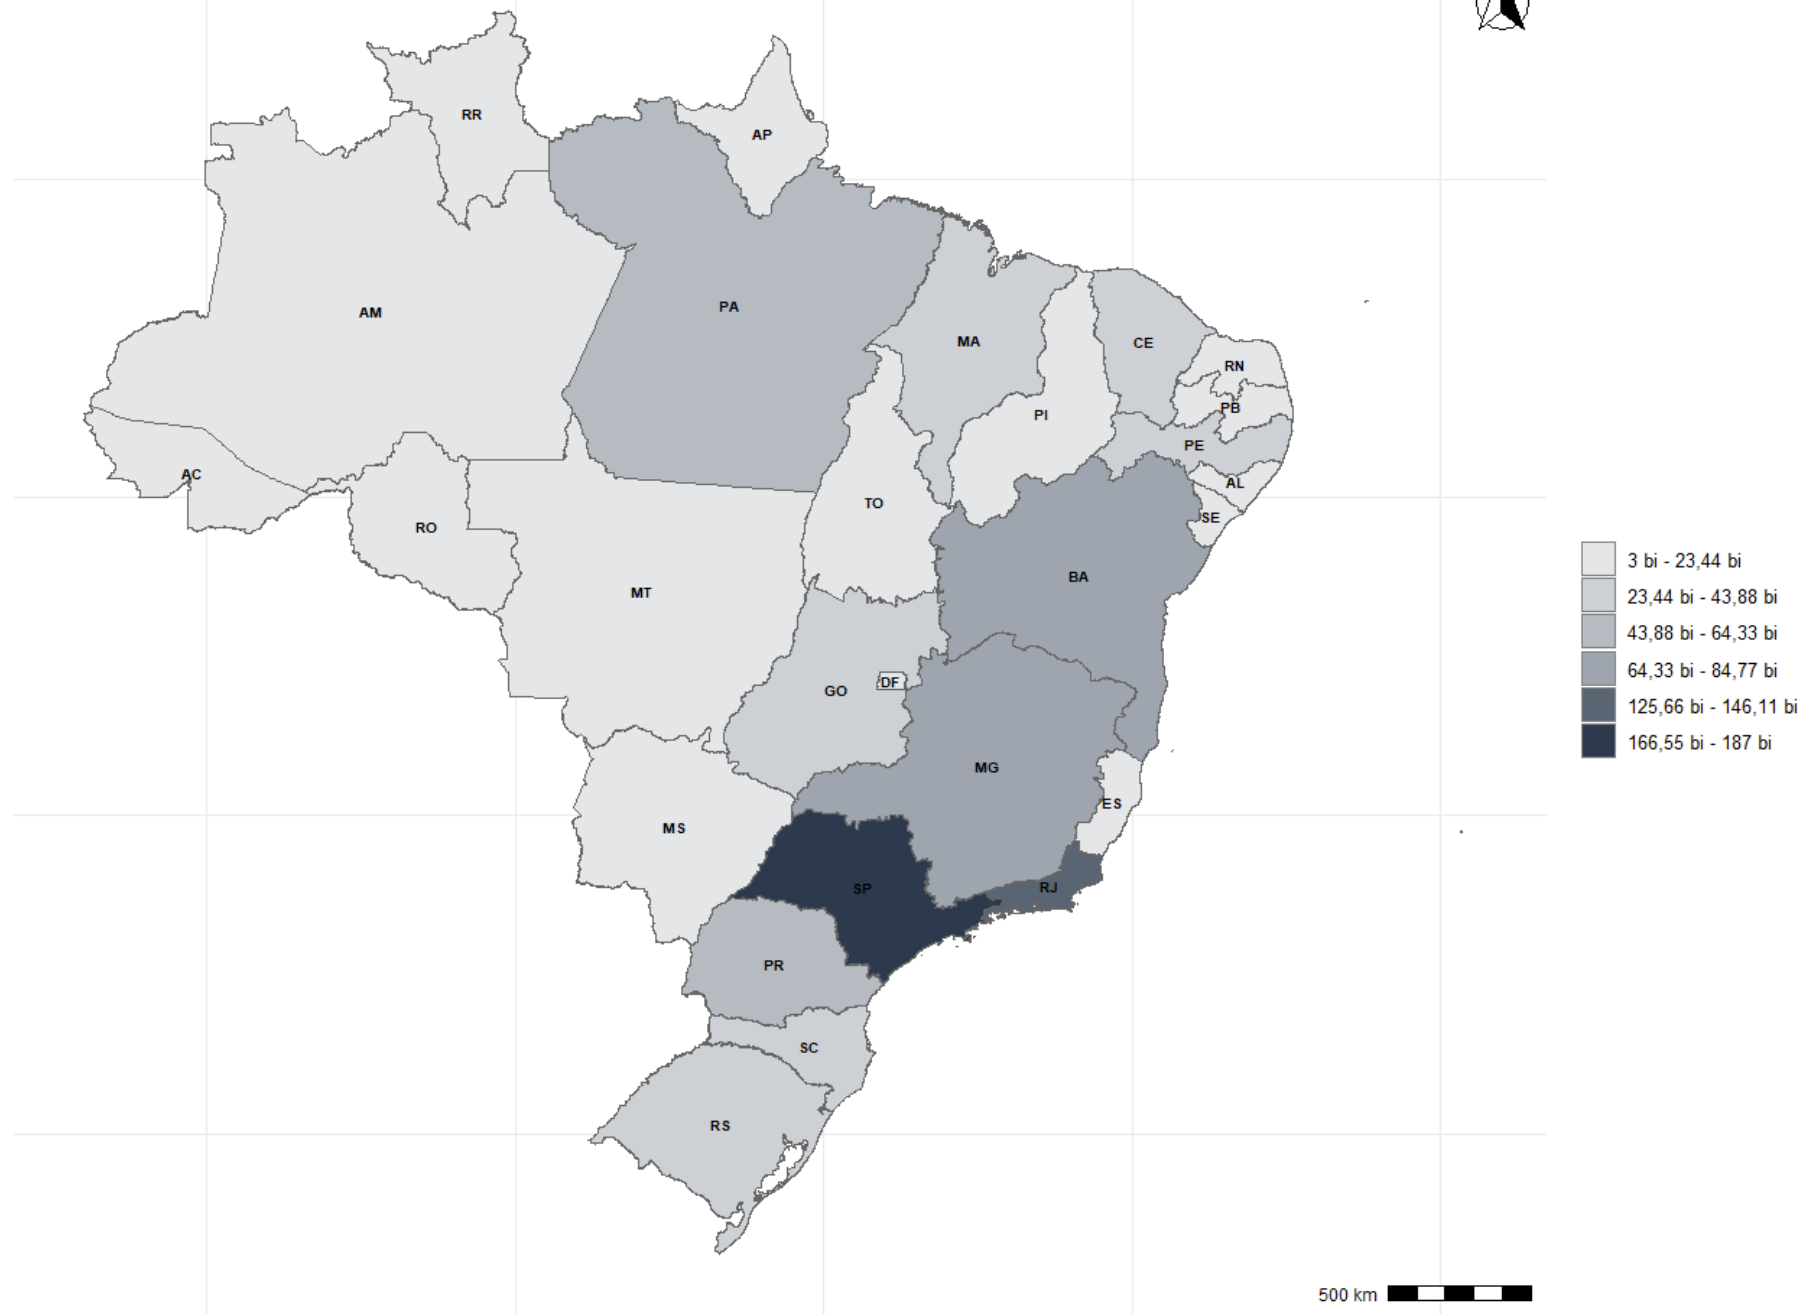 RR
AP
AM
PA
MA
CE
RN
PB
PI
PE
AC
AL
TO
SE
RO
BA
MT
DF
GO
MG
ES
MS
SP
RJ
PR
SC
RS
3 bi - 23,44 bi
23,44 bi - 43,88 bi
43,88 bi - 64,33 bi
64,33 bi - 84,77 bi
125,66 bi - 146,11 bi
166,55 bi - 187 bi
500 km